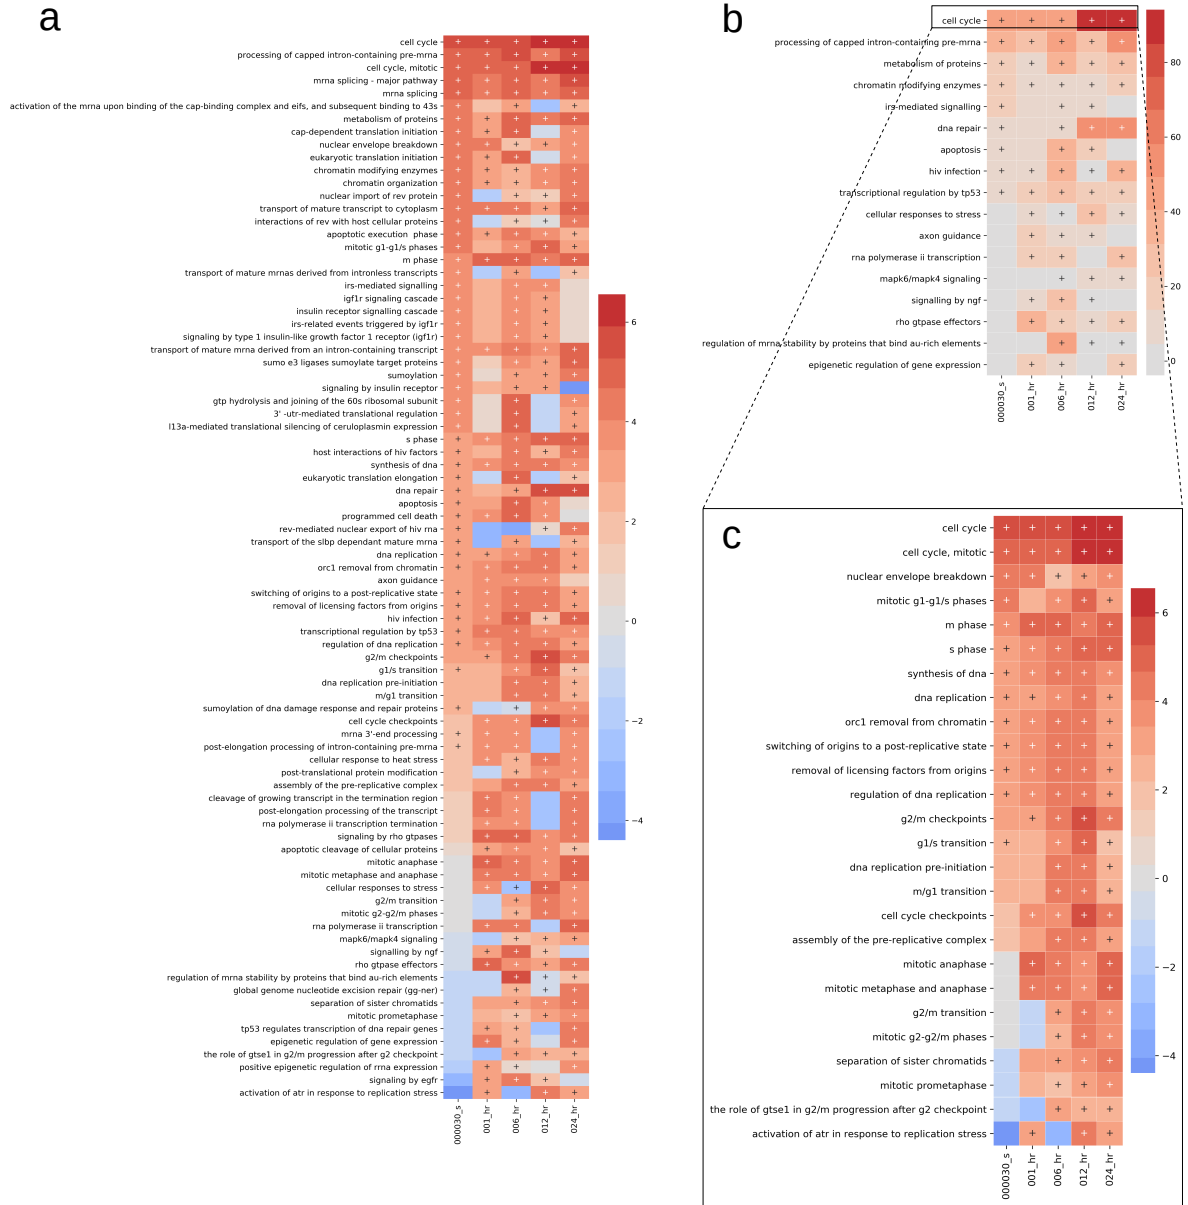 a
cell cycle
processing of capped intron-containing pre-mrna
cell cycle, mitotic
mrna splicing - major pathway
mrna splicing
activation of the mrna upon binding of the cap-binding complex and eifs, and subsequent binding to 43s
metabolism of proteins
cap-dependent translation initiation
nuclear envelope breakdown
eukaryotic translation initiation
chromatin modifying enzymes
chromatin organization
nuclear import of rev protein
transport of mature transcript to cytoplasm
interactions of rev with host cellular proteins
apoptotic execution  phase
mitotic g1-g1/s phases
m phase
transport of mature mrnas derived from intronless transcripts
irs-mediated signalling
igf1r signaling cascade
insulin receptor signalling cascade
irs-related events triggered by igf1r
signaling by type 1 insulin-like growth factor 1 receptor (igf1r)
transport of mature mrna derived from an intron-containing transcript
sumo e3 ligases sumoylate target proteins
sumoylation
signaling by insulin receptor
gtp hydrolysis and joining of the 60s ribosomal subunit
3' -utr-mediated translational regulation
l13a-mediated translational silencing of ceruloplasmin expression
s phase
host interactions of hiv factors
synthesis of dna
eukaryotic translation elongation
dna repair
apoptosis
programmed cell death
rev-mediated nuclear export of hiv rna
transport of the slbp dependant mature mrna
dna replication
orc1 removal from chromatin
axon guidance
switching of origins to a post-replicative state
removal of licensing factors from origins
hiv infection
transcriptional regulation by tp53
regulation of dna replication
g2/m checkpoints
g1/s transition
dna replication pre-initiation
m/g1 transition
sumoylation of dna damage response and repair proteins
cell cycle checkpoints
mrna 3'-end processing
post-elongation processing of intron-containing pre-mrna
cellular response to heat stress
post-translational protein modification
assembly of the pre-replicative complex
cleavage of growing transcript in the termination region
post-elongation processing of the transcript
rna polymerase ii transcription termination
signaling by rho gtpases
apoptotic cleavage of cellular proteins
mitotic anaphase
mitotic metaphase and anaphase
cellular responses to stress
g2/m transition
mitotic g2-g2/m phases
rna polymerase ii transcription
mapk6/mapk4 signaling
signalling by ngf
rho gtpase effectors
regulation of mrna stability by proteins that bind au-rich elements
global genome nucleotide excision repair (gg-ner)
separation of sister chromatids
mitotic prometaphase
tp53 regulates transcription of dna repair genes
epigenetic regulation of gene expression
the role of gtse1 in g2/m progression after g2 checkpoint
positive epigenetic regulation of rrna expression
signaling by egfr
activation of atr in response to replication stress
000030_s
001_hr
006_hr
012_hr
024_hr
6
4
2
0
−2
−4
b
cell cycle
processing of capped intron-containing pre-mrna
metabolism of proteins
chromatin modifying enzymes
irs-mediated signalling
dna repair
apoptosis
hiv infection
transcriptional regulation by tp53
cellular responses to stress
axon guidance
rna polymerase ii transcription
mapk6/mapk4 signaling
signalling by ngf
rho gtpase effectors
regulation of mrna stability by proteins that bind au-rich elements
epigenetic regulation of gene expression
000030_s
001_hr
006_hr
012_hr
024_hr
80
60
40
20
0
c
cell cycle
cell cycle, mitotic
nuclear envelope breakdown
mitotic g1-g1/s phases
m phase
s phase
synthesis of dna
dna replication
orc1 removal from chromatin
switching of origins to a post-replicative state
removal of licensing factors from origins
regulation of dna replication
g2/m checkpoints
g1/s transition
dna replication pre-initiation
m/g1 transition
cell cycle checkpoints
assembly of the pre-replicative complex
mitotic anaphase
mitotic metaphase and anaphase
g2/m transition
mitotic g2-g2/m phases
separation of sister chromatids
mitotic prometaphase
the role of gtse1 in g2/m progression after g2 checkpoint
activation of atr in response to replication stress
000030_s
001_hr
006_hr
012_hr
024_hr
6
4
2
0
−2
−4